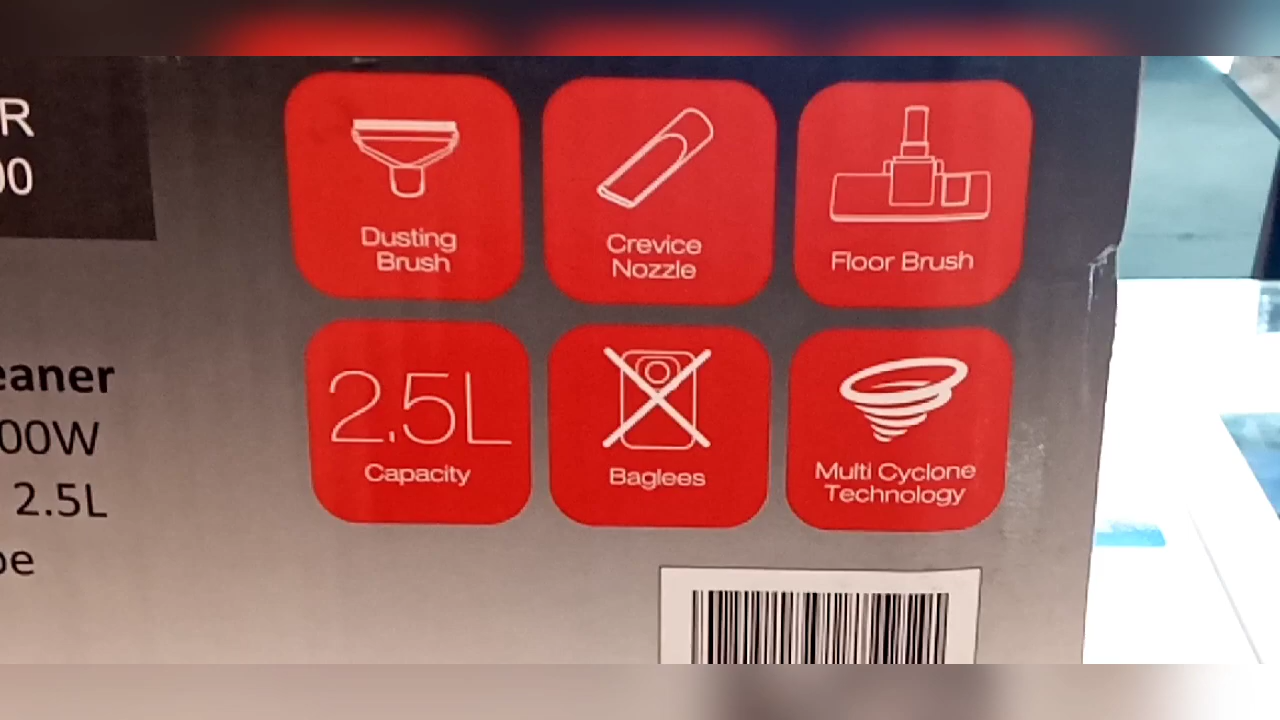 R
00
Dusting
Brush
Crevice
Nozzle
Floor Brush
2.5L
Capacity
Baglees
Multi Cyclone
Technology
eaner
00W
2.5L
pe